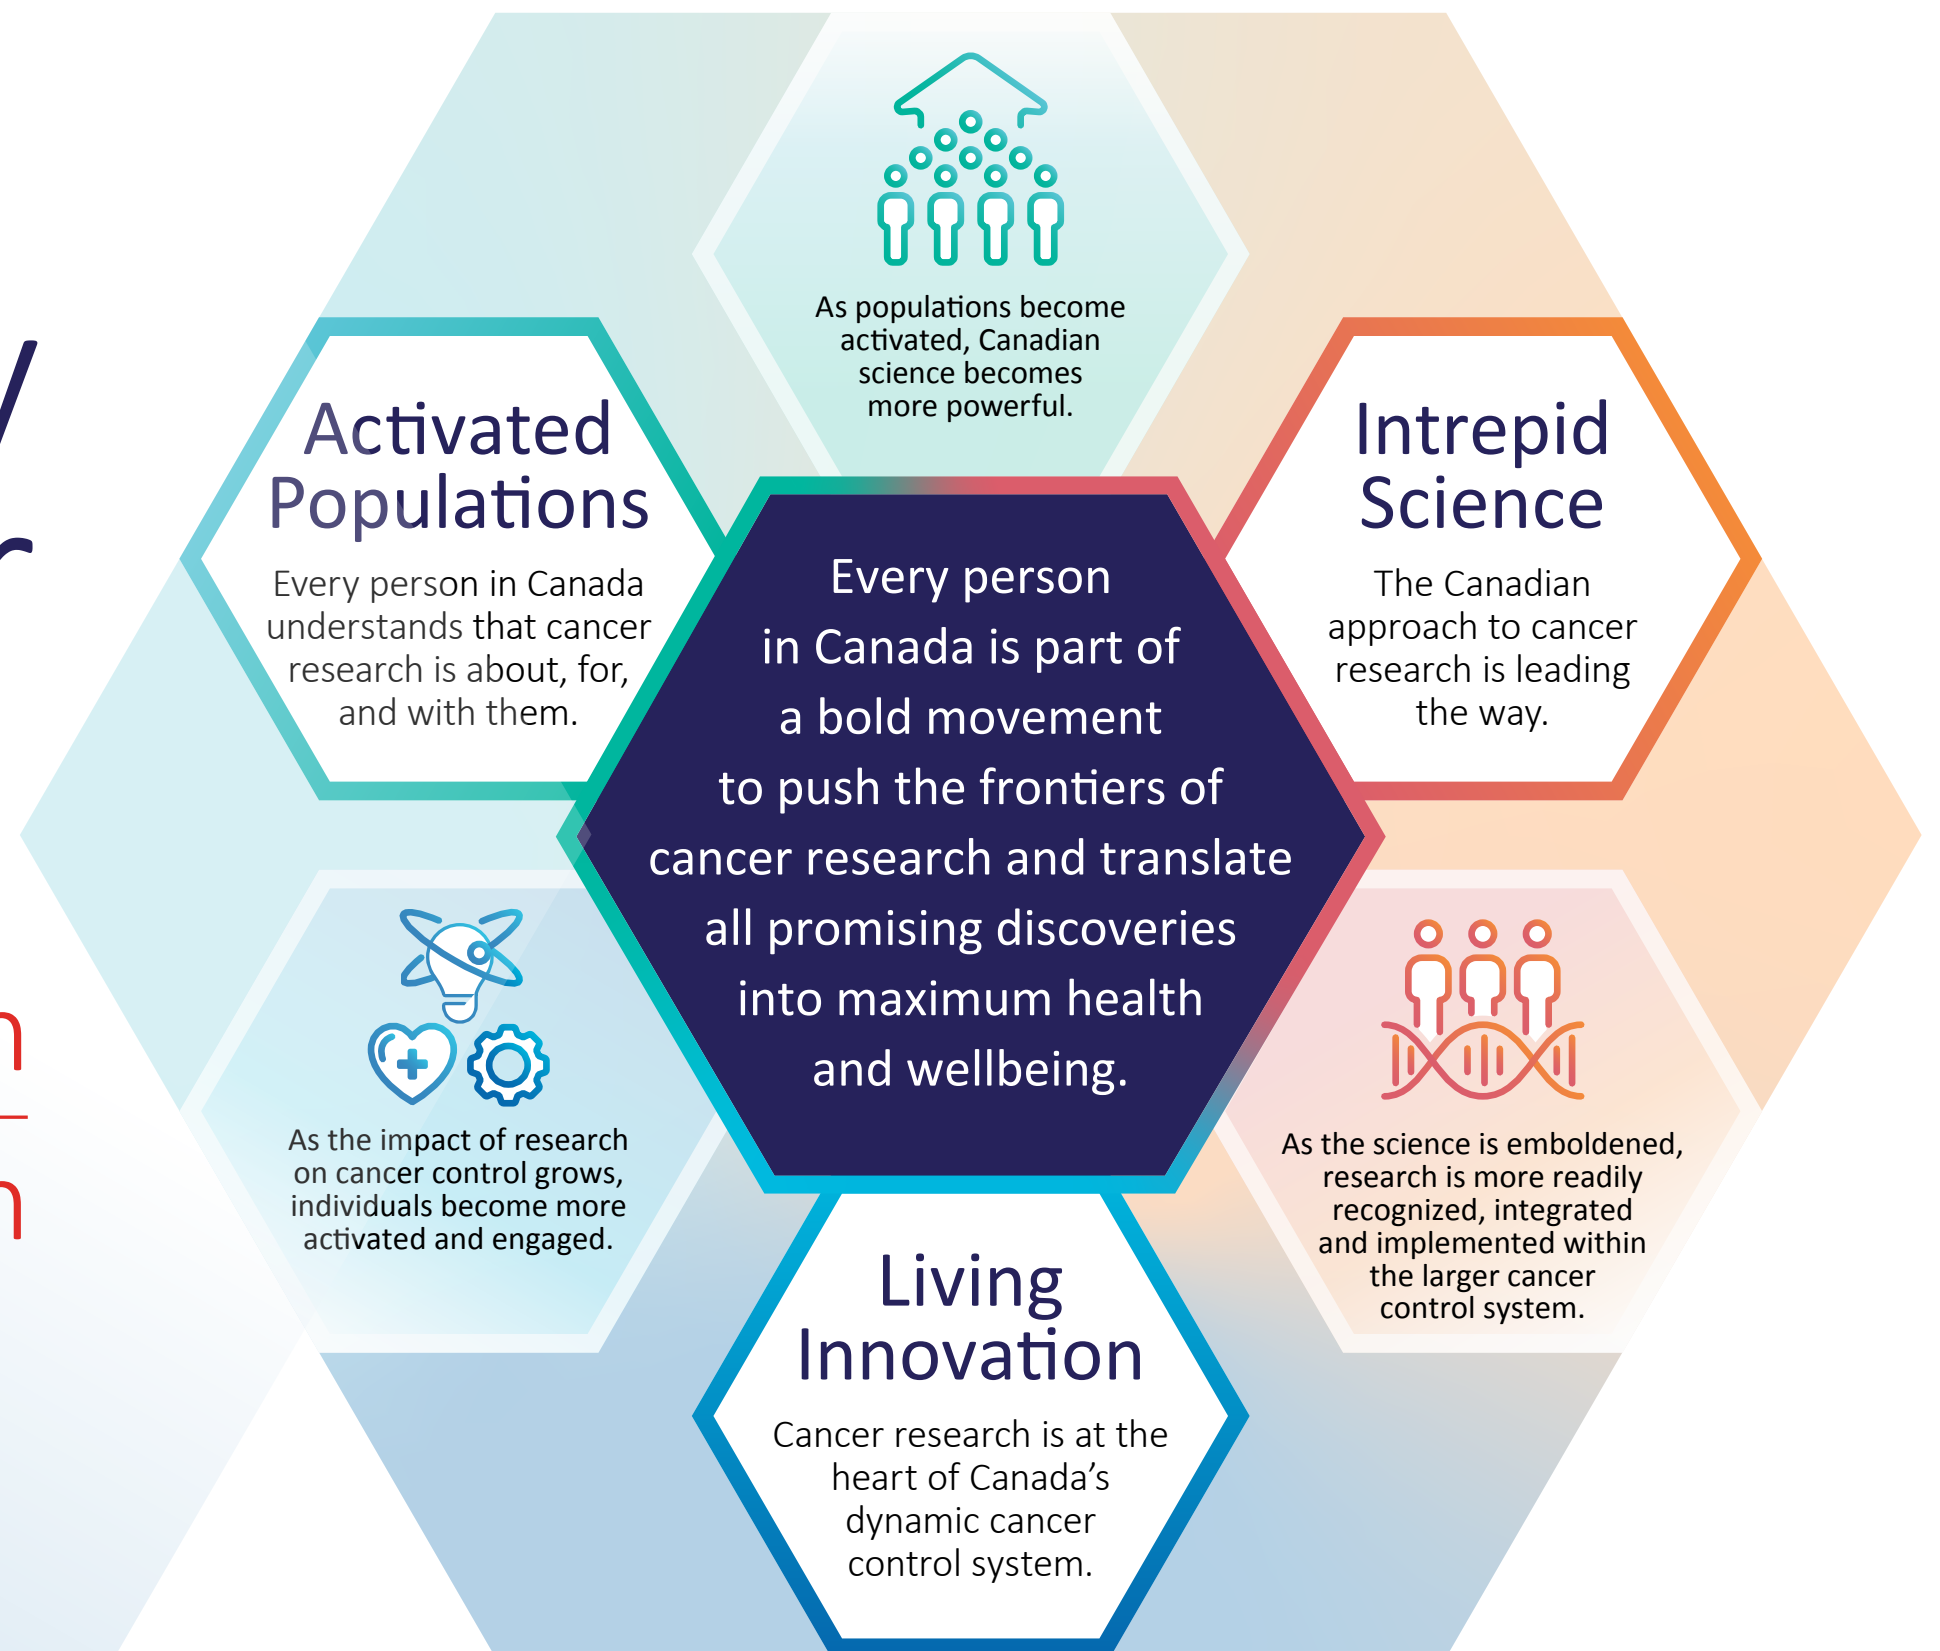 As populations become
activated, Canadian
science becomes
more powerful.
Activated
Populations
Every person in Canada
understands that cancer
research is about, for,
and with them.
Intrepid
Science
The Canadian
approach to cancer
research is leading
the way.
Every person
in Canada is part of
a bold movement
to push the frontiers of
cancer research and translate
all promising discoveries
into maximum health
and wellbeing.
As the impact of research
on cancer control grows,
individuals become more
activated and engaged.
As the science is emboldened,
research is more readily
recognized, integrated
and implemented within
the larger cancer
control system.
Living
Innovation
Cancer research is at the
heart of Canada’s
dynamic cancer
control system.